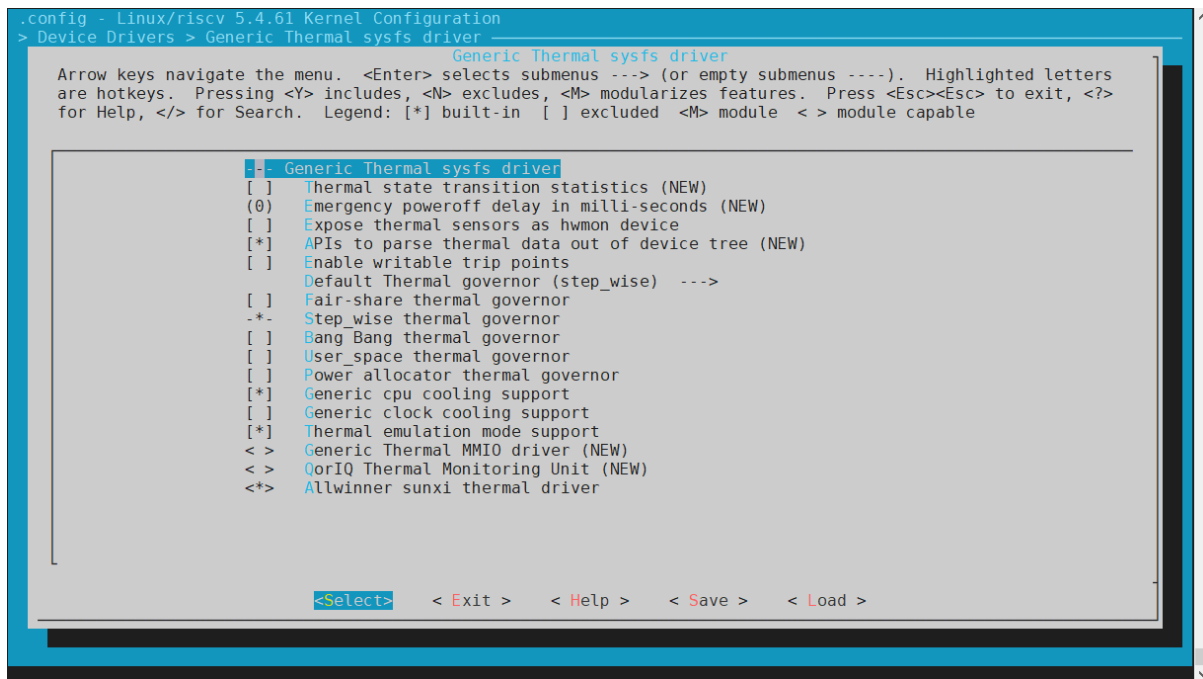 .config - Linux/riscv 5.4.61 Kernel Configuration
> Device Drivers > Generic Thermal sysfs driver
Generic Thermal sysfs driver
Arrow keys navigate the menu.  <Enter> selects submenus ---> (or empty submenus ----).  Highlighted letters
are hotkeys.  Pressing <Y> includes, <N> excludes, <M> modularizes features.  Press <Esc><Esc> to exit, <?>
for Help, </> for Search.  Legend: [*] built-in  [ ] excluded  <M> module  < > module capable
--- Generic Thermal sysfs driver
[ ]   Thermal state transition statistics (NEW)
(0)   Emergency poweroff delay in milli-seconds (NEW)
[ ]   Expose thermal sensors as hwmon device
[*]   APIs to parse thermal data out of device tree (NEW)
[ ]   Enable writable trip points
Default Thermal governor (step_wise)  --->
[ ]   Fair-share thermal governor
-*-   Step_wise thermal governor
[ ]   Bang Bang thermal governor
[ ]   User_space thermal governor
[ ]   Power allocator thermal governor
[*]   Generic cpu cooling support
[ ]   Generic clock cooling support
[*]   Thermal emulation mode support
< >   Generic Thermal MMIO driver (NEW)
< >   QorIQ Thermal Monitoring Unit (NEW)
<*>   Allwinner sunxi thermal driver
<Select>    < Exit >    < Help >    < Save >    < Load >